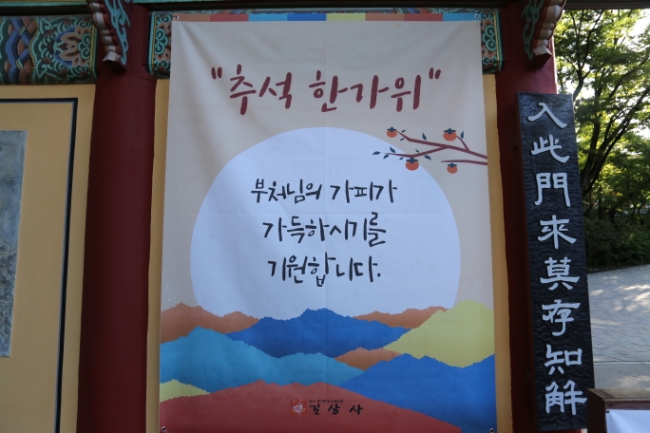 "추석 한가위"
부처님의 가피가
가득하시기를
기원합니다.
길상사
入此門來莫存知解